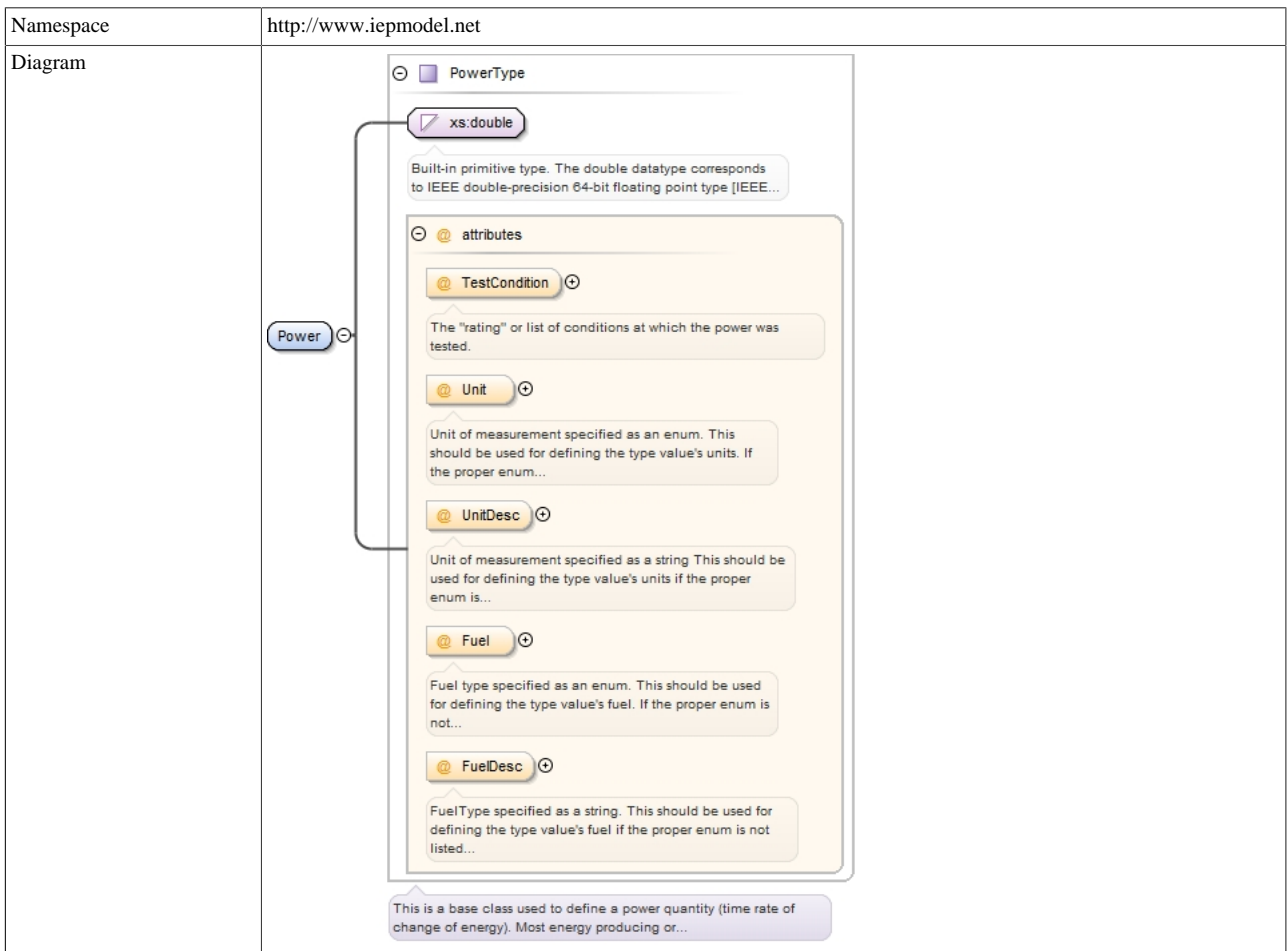 Namespace
http://www.iepmodel.net
Diagram
PowerType
xs:double
Built-in primitive type. The double datatype corresponds
to IEEE double-precision 64-bit floating point type [IEEE...
@ attributes
@ TestCondition
The "rating" or list of conditions at which the power was
tested.
Power
@ Unit
Unit of measurement specified as an enum. This
should be used for defining the type value's units. If
the proper enum...
@ UnitDesc
Unit of measurement specified as a string This should be
used for defining the type value's units if the proper
enum is...
@ Fuel
Fuel type specified as an enum. This should be used
for defining the type value's fuel. If the proper enum is
not...
@ FuelDesc
FuelType specified as a string. This should be used for
defining the type value's fuel if the proper enum is not
listed...
This is a base class used to define a power quantity (time rate of
change of energy). Most energy producing or...